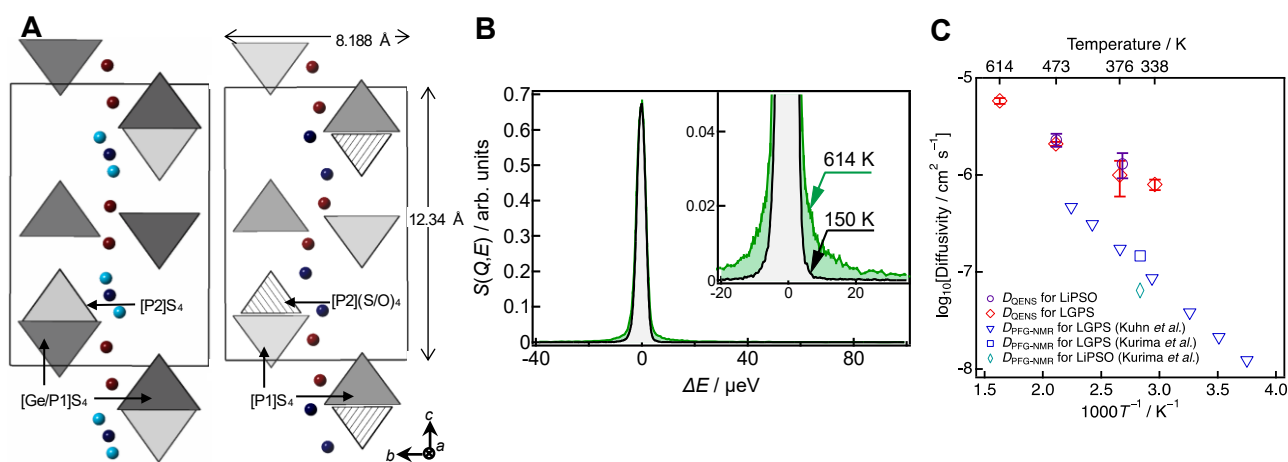 A
8.188 Å
12.34 Å
[P2]S4
[P2](S/O)4
[Ge/P1]S4
[P1]S4
c
b
a
B
S(Q,E) / arb. units
0.7
0.6
0.5
0.4
0.3
0.2
0.1
0
-40
0
40
80
ΔE / µeV
0.04
0.02
0
-20
0
20
614 K
150 K
C
Temperature / K
614
473
376
338
log10[Diffusivity / cm2 s−1]
-5
-6
-7
-8
DQENS for LiPSO
DQENS for LGPS
DPFG-NMR for LGPS (Kuhn et al.)
DPFG-NMR for LGPS (Kurima et al.)
DPFG-NMR for LiPSO (Kurima et al.)
1.5
2.0
2.5
3.0
3.5
4.0
1000T−1 / K−1